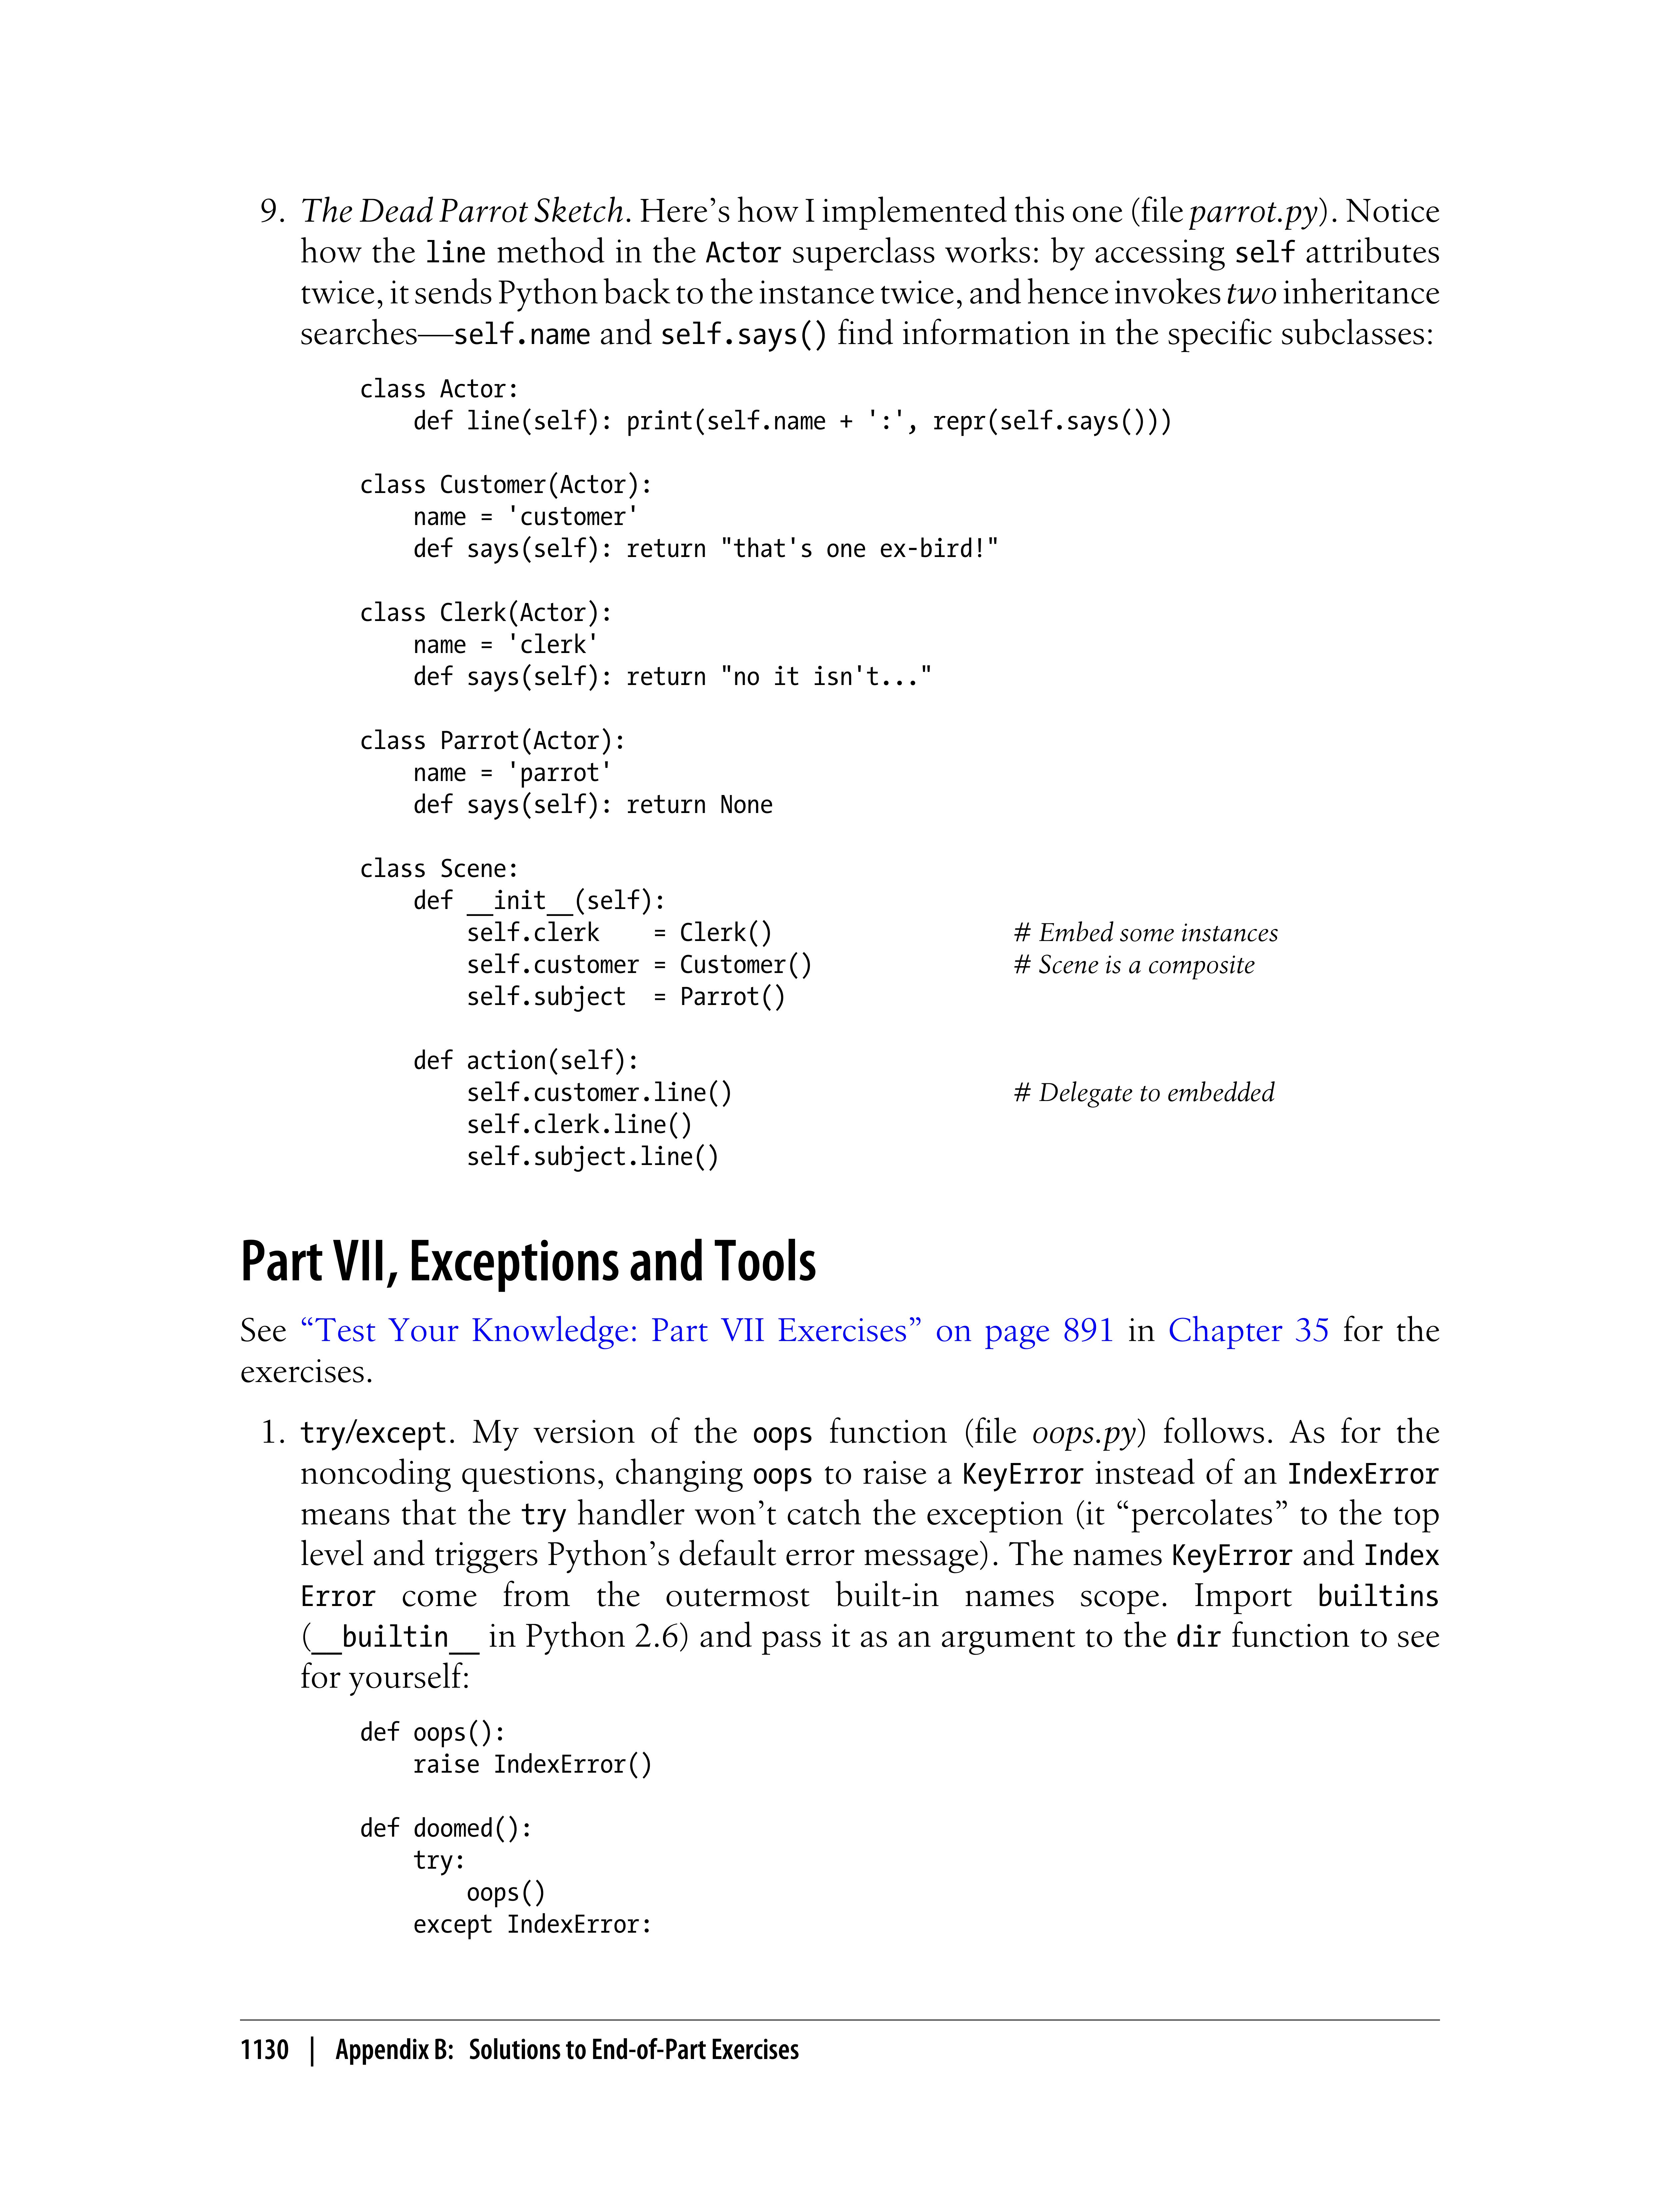 9. The Dead Parrot Sketch. Here’s how I implemented this one (file parrot.py). Notice
how the line method in the Actor superclass works: by accessing self attributes
twice, it sends Python back to the instance twice, and hence invokes two inheritance
searches—self.name and self.says() find information in the specific subclasses:
class Actor:
    def line(self): print(self.name + ':', repr(self.says()))
class Customer(Actor):
    name = 'customer'
    def says(self): return "that's one ex-bird!"
class Clerk(Actor):
    name = 'clerk'
    def says(self): return "no it isn't..."
class Parrot(Actor):
    name = 'parrot'
    def says(self): return None
class Scene:
    def __init__(self):
        self.clerk    = Clerk()                  # Embed some instances
        self.customer = Customer()               # Scene is a composite
        self.subject  = Parrot()
    def action(self):
        self.customer.line()                     # Delegate to embedded
        self.clerk.line()
        self.subject.line()
Part VII, Exceptions and Tools
See “Test Your Knowledge: Part VII Exercises” on page 891 in Chapter 35 for the
exercises.
1. try/except. My version of the oops function (file oops.py) follows. As for the
noncoding questions, changing oops to raise a KeyError instead of an IndexError
means that the try handler won’t catch the exception (it “percolates” to the top
level and triggers Python’s default error message). The names KeyError and Index
Error come from the outermost built-in names scope. Import builtins
(__builtin__ in Python 2.6) and pass it as an argument to the dir function to see
for yourself:
def oops():
    raise IndexError()
def doomed():
    try:
        oops()
    except IndexError:
1130 | Appendix B: Solutions to End-of-Part Exercises